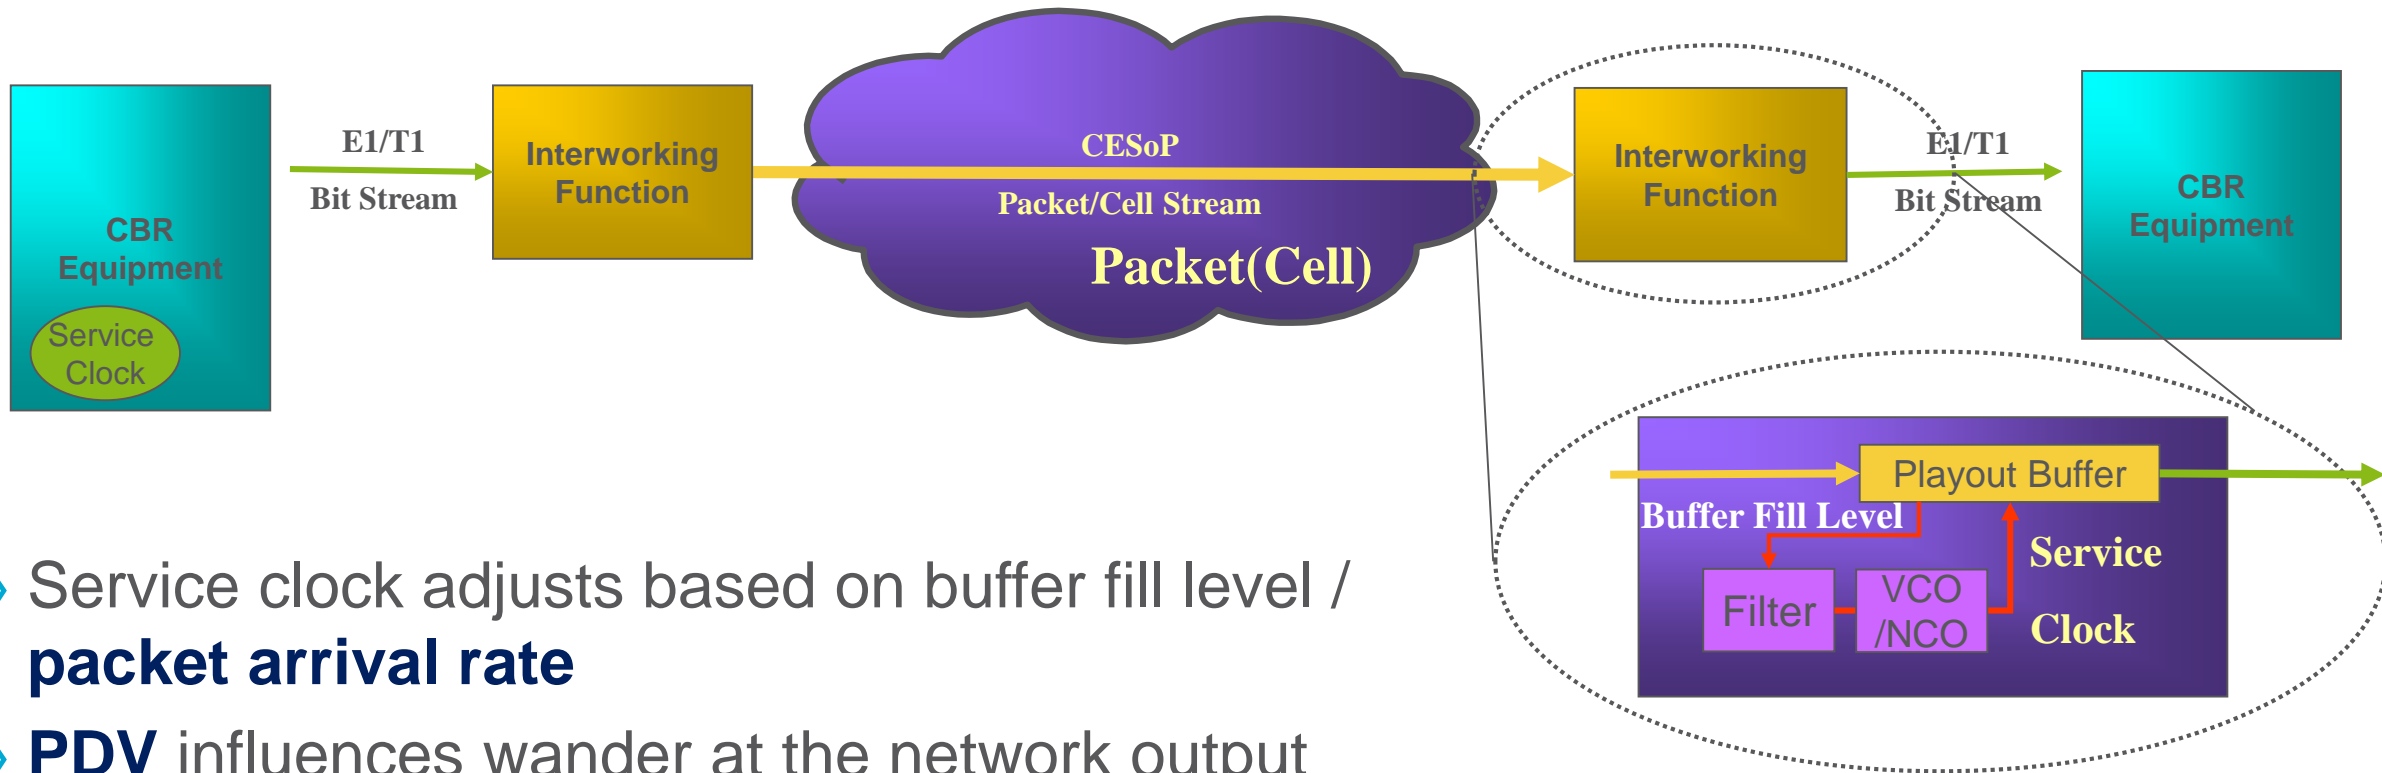 CBR
Equipment
Service
Clock
E1/T1
Bit Stream
Interworking
Function
CESoP
Packet/Cell Stream
Packet(Cell)
Interworking
Function
E1/T1
Bit Stream
CBR
Equipment
Playout Buffer
Buffer Fill Level
Filter
VCO
/NCO
Service
Clock
Service clock adjusts based on buffer fill level /
packet arrival rate
PDV influences wander at the network output